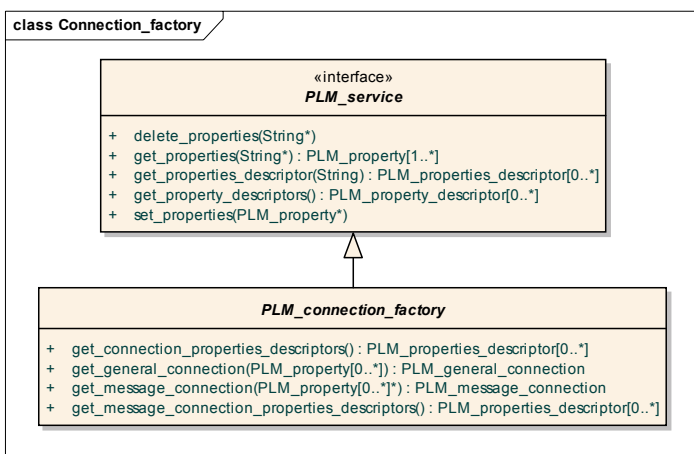 class Connection_factory
«interface»
PLM_service
+ delete_properties(String*)
+ get_properties(String*) : PLM_property[1..*]
+ get_properties_descriptor(String) : PLM_properties_descriptor[0..*]
+ get_property_descriptors() : PLM_property_descriptor[0..*]
+ set_properties(PLM_property*)
PLM_connection_factory
+ get_connection_properties_descriptors() : PLM_properties_descriptor[0..*]
+ get_general_connection(PLM_property[0..*]) : PLM_general_connection
+ get_message_connection(PLM_property[0..*]*) : PLM_message_connection
+ get_message_connection_properties_descriptors() : PLM_properties_descriptor[0..*]